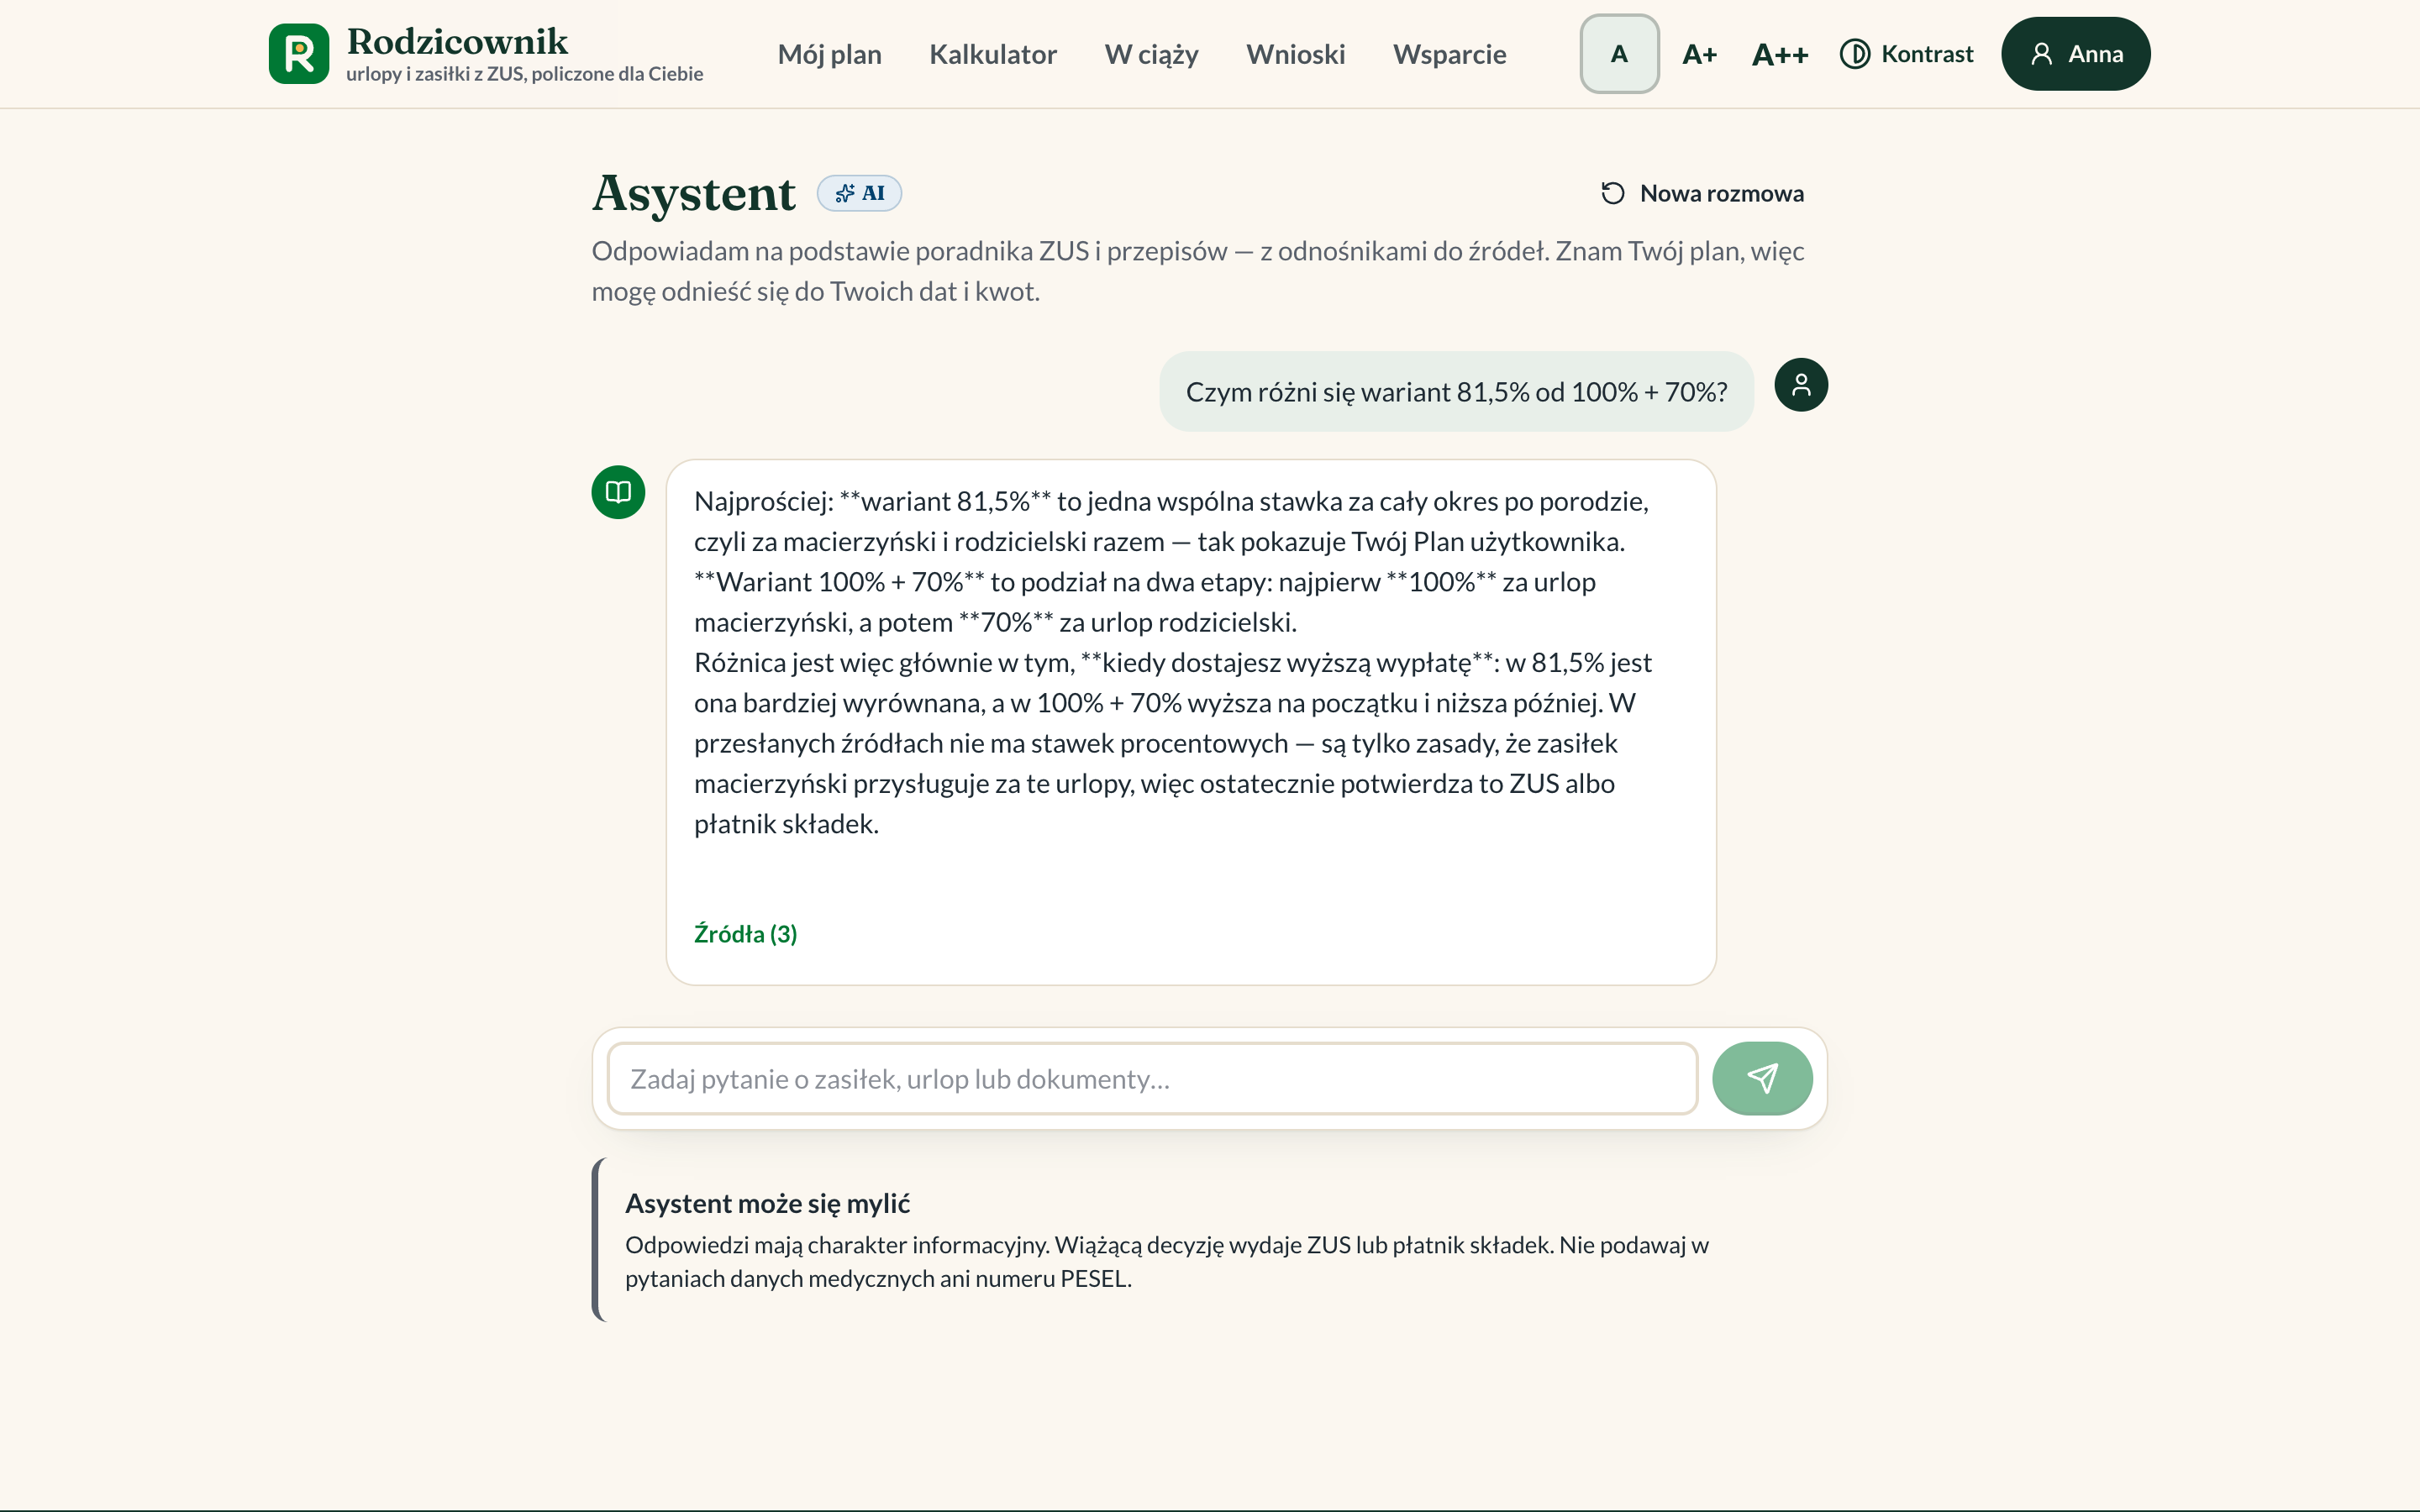 Rodzicownik
urlopy i zasiłki z ZUS, policzone dla Ciebie
Mój plan
Kalkulator
W ciąży
Wnioski
Wsparcie
A
A+
A++
Kontrast
Anna
Asystent
AI
Nowa rozmowa
Odpowiadam na podstawie poradnika ZUS i przepisów — z odnośnikami do źródeł. Znam Twój plan, więc
mogę odnieść się do Twoich dat i kwot.
Czym różni się wariant 81,5% od 100% + 70%?
Najprościej: **wariant 81,5%** to jedna wspólna stawka za cały okres po porodzie,
czyli za macierzyński i rodzicielski razem — tak pokazuje Twój Plan użytkownika.
**Wariant 100% + 70%** to podział na dwa etapy: najpierw **100%** za urlop
macierzyński, a potem **70%** za urlop rodzicielski.
Różnica jest więc głównie w tym, **kiedy dostajesz wyższą wypłatę**: w 81,5% jest
ona bardziej wyrównana, a w 100% + 70% wyższa na początku i niższa później. W
przesłanych źródłach nie ma stawek procentowych — są tylko zasady, że zasiłek
macierzyński przysługuje za te urlopy, więc ostatecznie potwierdza to ZUS albo
płatnik składek.
Źródła (3)
Zadaj pytanie o zasiłek, urlop lub dokumenty...
Asystent może się mylić
Odpowiedzi mają charakter informacyjny. Wiążącą decyzję wydaje ZUS lub płatnik składek. Nie podawaj w
pytaniach danych medycznych ani numeru PESEL.